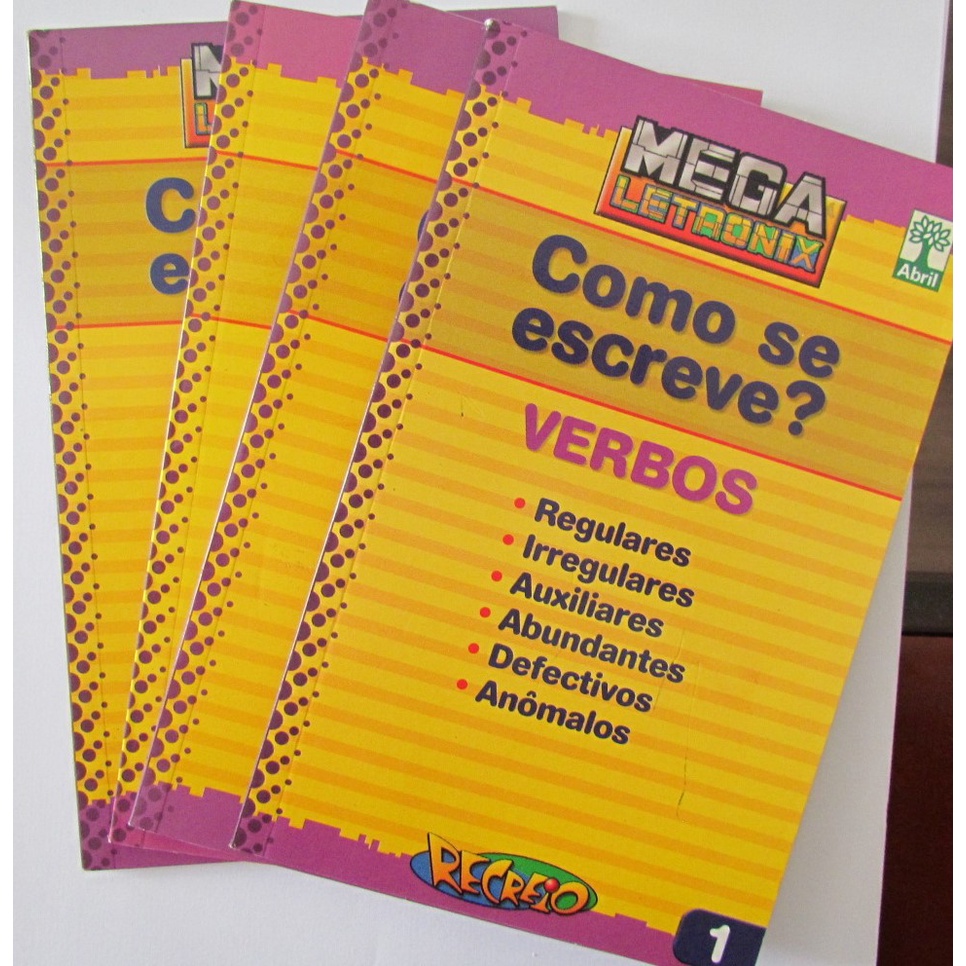 MEGA
LETRONIX
Abril
Como se
escreve?
VERBOS
• Regulares
• Irregulares
• Auxiliares
• Abundantes
• Defectivos
• Anômalos
RECREIO
1
M
L
C
e